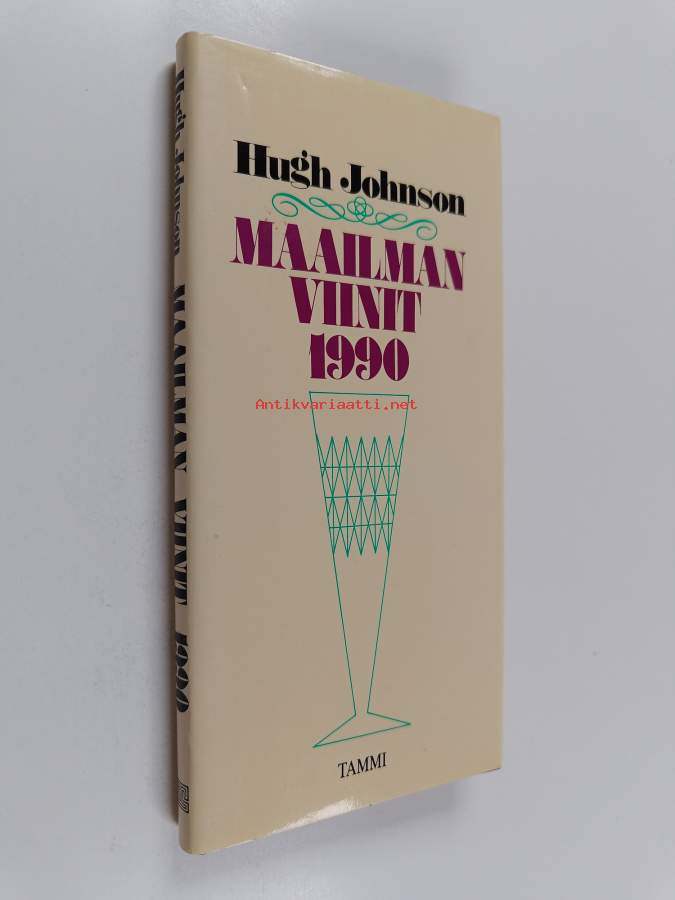 Hugh Johnson
MAAILMAN
VIINIT
1990
Antikvariaatti.net
TAMMI
Hugh Johnson MAAILMAN VIINIT 1990